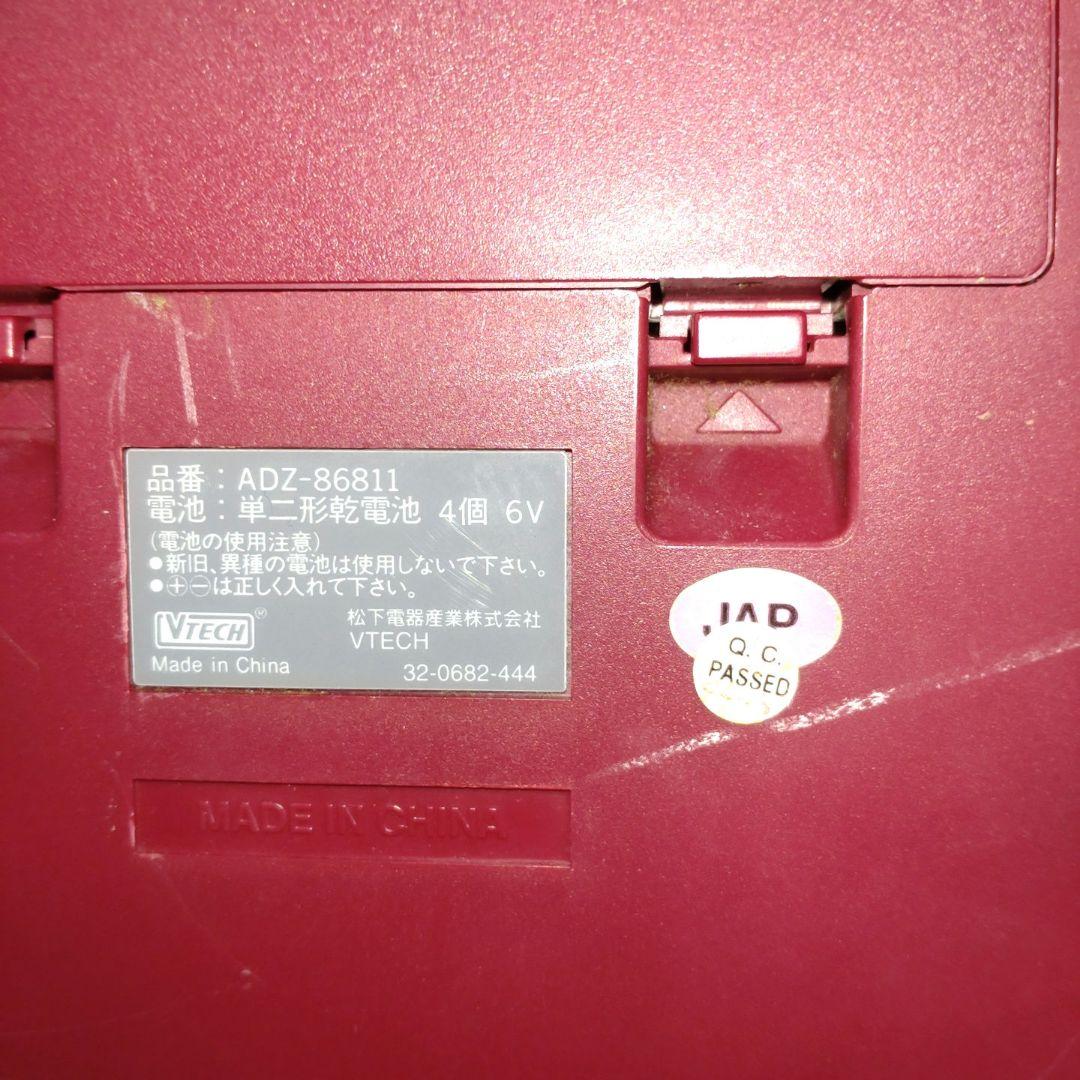 品番：ADZ-86811
電池：単二形乾電池 4個 6V
(電池の使用注意)
●新旧、異種の電池は使用しないで下さい。
●⊕⊖は正しく入れて下さい。
VTECH®
松下電器産業株式会社
VTECH
Made in China
32-0682-444
Q. C.
PASSED
MADE IN CHINA